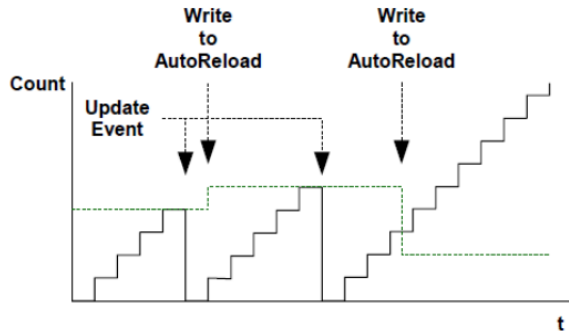 Write
to
AutoReload
Write
to
AutoReload
Count
Update
Event
t